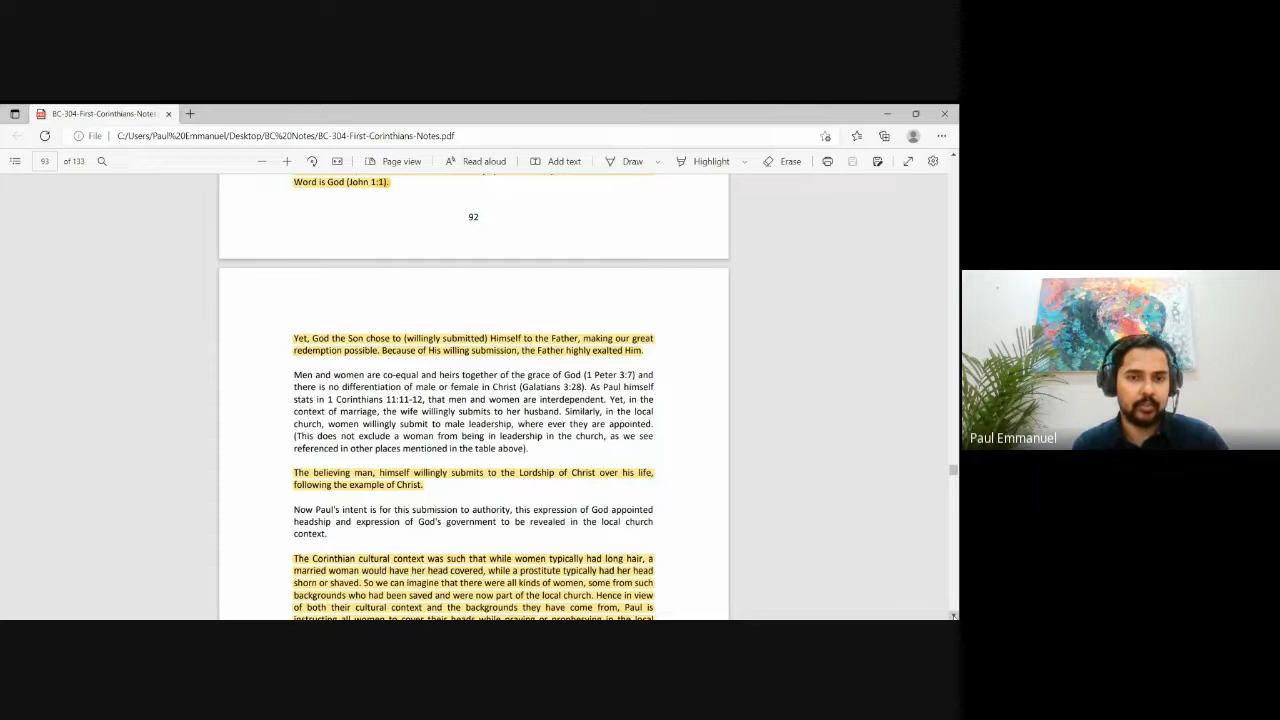 BC-304-First-Corinthians-Notes
File C:/Users/Paul%20Emmanuel/Desktop/BC%20Notes/BC-304-First-Corinthians-Notes.pdf
93 of 133 Page view Read aloud Add text Draw Highlight Erase
Word is God (John 1:1).
92
Yet, God the Son chose to (willingly submitted) Himself to the Father, making our great
redemption possible. Because of His willing submission, the Father highly exalted Him.
Men and women are co-equal and heirs together of the grace of God (1 Peter 3:7) and
there is no differentiation of male or female in Christ (Galatians 3:28). As Paul himself
stats in 1 Corinthians 11:11-12, that men and women are interdependent. Yet, in the
context of marriage, the wife willingly submits to her husband. Similarly, in the local
church, women willingly submit to male leadership, where ever they are appointed.
(This does not exclude a woman from being in leadership in the church, as we see
referenced in other places mentioned in the table above).
The believing man, himself willingly submits to the Lordship of Christ over his life,
following the example of Christ.
Now Paul's intent is for this submission to authority, this expression of God appointed
headship and expression of God's government to be revealed in the local church
context.
The Corinthian cultural context was such that while women typically had long hair, a
married woman would have her head covered, while a prostitute typically had her head
shorn or shaved. So we can imagine that there were all kinds of women, some from such
backgrounds who had been saved and were now part of the local church. Hence in view
of both their cultural context and the backgrounds they have come from, Paul is
instructing all women to cover their heads while praying or prophesying in the local
Paul Emmanuel